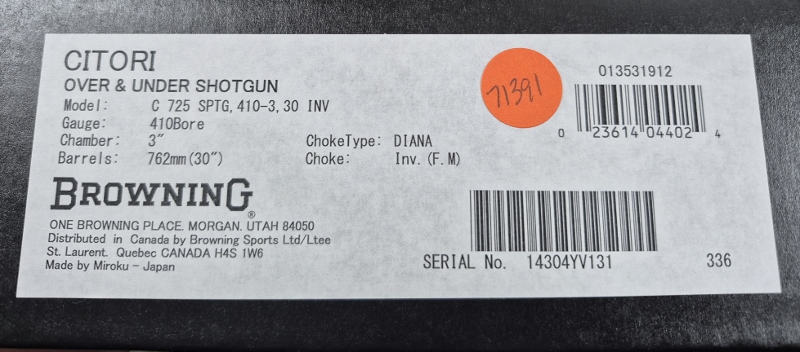 CITORI
OVER & UNDER SHOTGUN
Model: C 725 SPTG, 410-3, 30 INV
Gauge: 410Bore
Chamber: 3"
ChokeType: DIANA
Barrels: 762mm(30")
Choke: Inv. (F.M)
BROWNING®
ONE BROWNING PLACE. MORGAN. UTAH 84050
Distributed in Canada by Browning Sports Ltd/Ltee
St. Laurent. Quebec CANADA H4S 1W6
Made by Miroku - Japan
71391
013531912
0 23614 04402 4
SERIAL No. 14304YV131
336